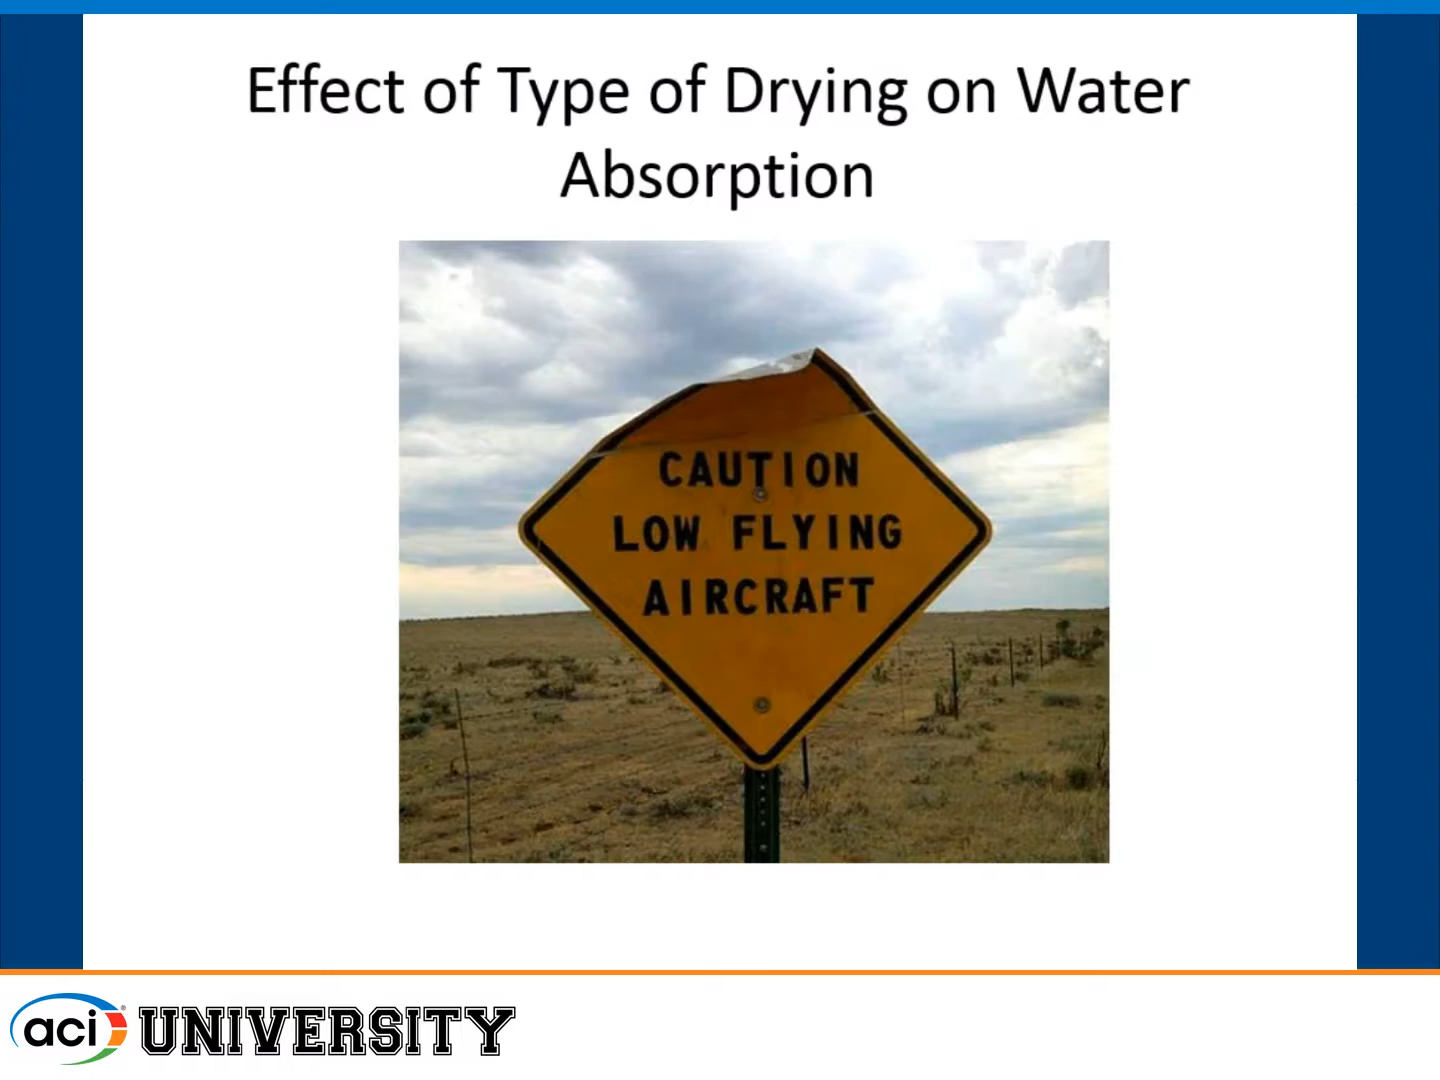 Effect of Type of Drying on Water
Absorption
CAUTION
LOW FLYING
AIRCRAFT
aci UNIVERSITY